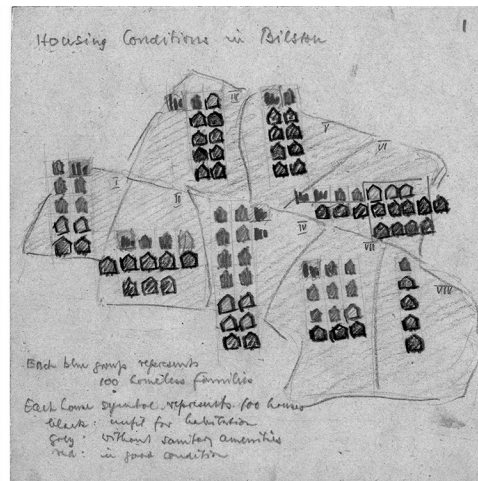 1
Housing Conditions in Bilston
III
V
VI
I
II
IV
VII
VIII
Each blue group represents
100 homeless families
Each house symbol represents 100 houses
black: unfit for habitation
grey: without sanitary amenities
red: in good condition